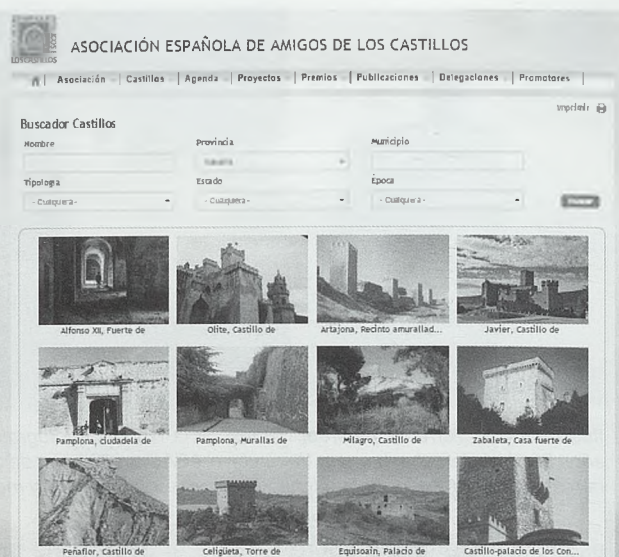 LOS CASTILLOS
ASOCIACIÓN ESPAÑOLA DE AMIGOS DE LOS CASTILLOS
Asociación | Castillos | Agenda | Proyectos | Premios | Publicaciones | Delegaciones | Promotores |
Imprimir
Buscador Castillos
Nombre Provincia Municipio
Navarra
Tipología Estado Época
- Cualquiera - - Cualquiera - - Cualquiera -
Alfonso XII, Fuerte de Olite, Castillo de Artajona, Recinto amurallad... Javier, Castillo de
Pamplona, ciudadela de Pamplona, Murallas de Milagro, Castillo de Zabaleta, Casa fuerte de
Peñaflor, Castillo de Celigüeta, Torre de Equisoain, Palacio de Castillo-palacio de los Con...